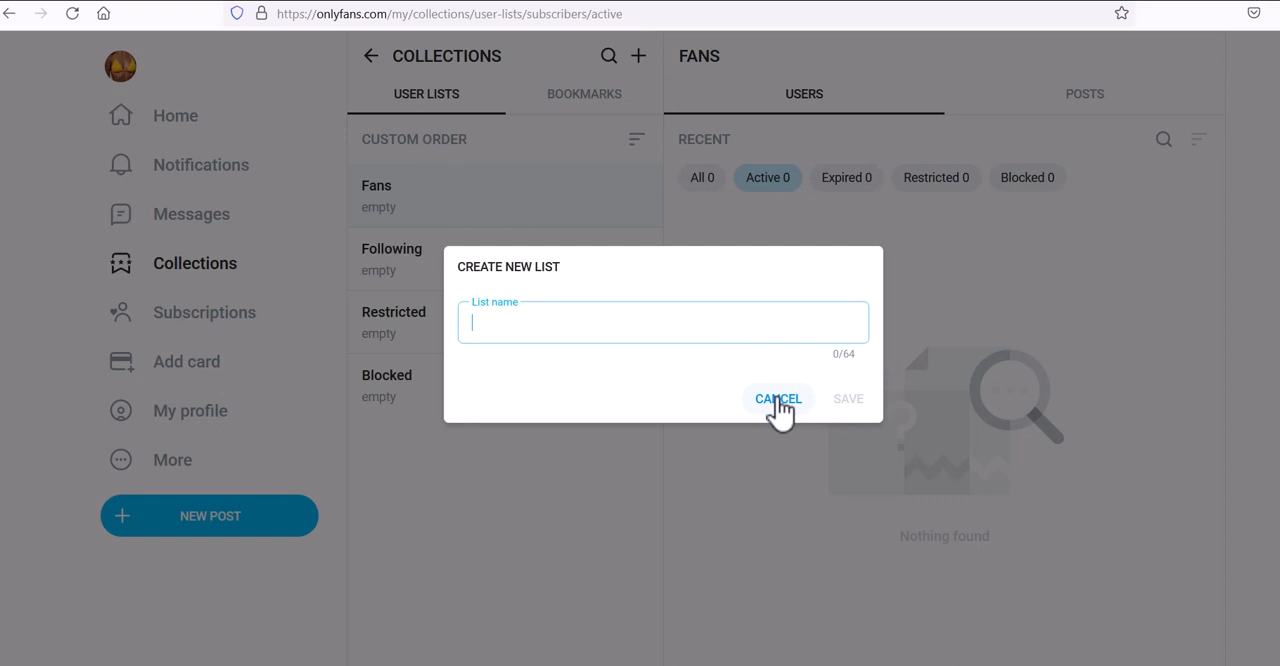 https://onlyfans.com/my/collections/user-lists/subscribers/active
COLLECTIONS
FANS
USER LISTS
BOOKMARKS
USERS
POSTS
Home
Notifications
Messages
Collections
Subscriptions
Add card
My profile
More
NEW POST
CUSTOM ORDER
Fans
empty
Following
empty
Restricted
empty
Blocked
empty
RECENT
All 0
Active 0
Expired 0
Restricted 0
Blocked 0
CREATE NEW LIST
List name
0/64
CANCEL
SAVE
Nothing found